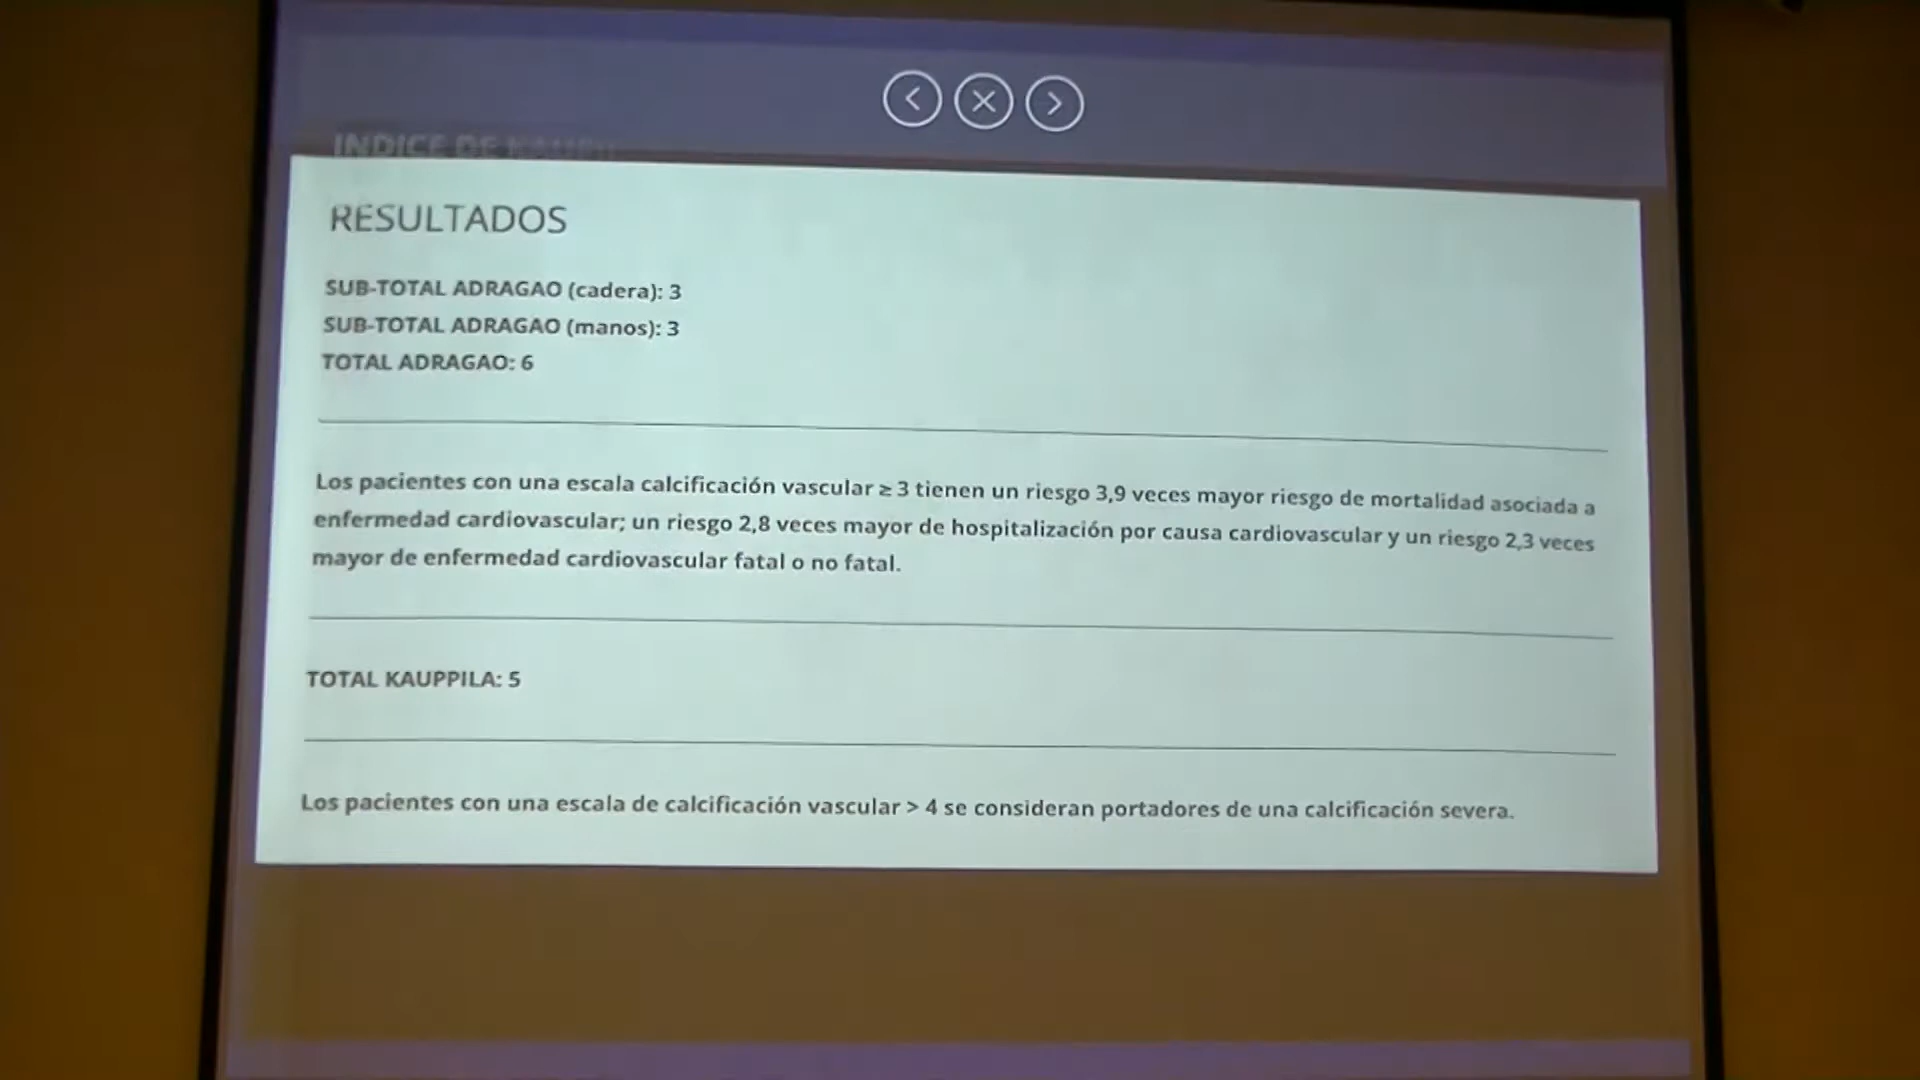 INDICE DE
RESULTADOS
SUB-TOTAL ADRAGAO (cadera): 3
SUB-TOTAL ADRAGAO (manos): 3
TOTAL ADRAGAO: 6
Los pacientes con una escala calcificación vascular ≥ 3 tienen un riesgo 3,9 veces mayor riesgo de mortalidad asociada a
enfermedad cardiovascular; un riesgo 2,8 veces mayor de hospitalización por causa cardiovascular y un riesgo 2,3 veces
mayor de enfermedad cardiovascular fatal o no fatal.
TOTAL KAUPPILA: 5
Los pacientes con una escala de calcificación vascular > 4 se consideran portadores de una calcificación severa.